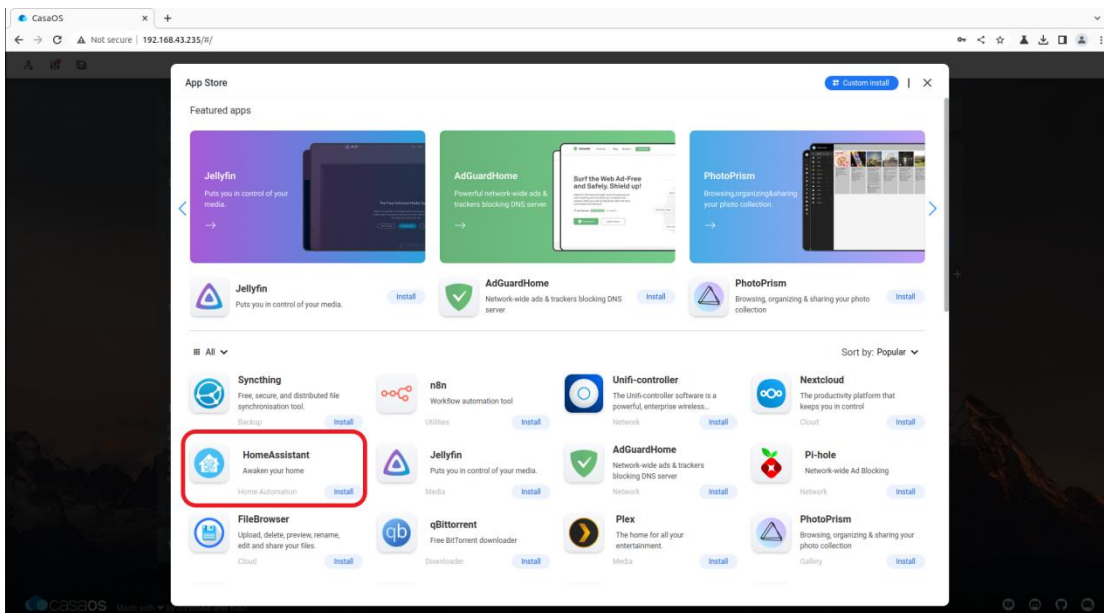 CasaOS
Not secure | 192.168.43.235/#/
App Store
Custom install
Featured apps
Jellyfin
Puts you in control of your
media.
AdGuardHome
Powerful network-wide ads &
trackers blocking DNS server.
Surf the Web Ad-Free
and Safely. Shield up!
PhotoPrism
Browsing,organizing&sharing
your photo collection.
Jellyfin
Puts you in control of your media.
Install
AdGuardHome
Network-wide ads & trackers blocking DNS
server
Install
PhotoPrism
Browsing, organizing & sharing your photo
collection
Install
All
Sort by: Popular
Syncthing
Free, secure, and distributed file
synchronisation tool.
Backup
Install
n8n
Workflow automation tool
Utilities
Install
Unifi-controller
The Unifi-controller software is a
powerful, enterprise wireless...
Network
Install
Nextcloud
The productivity platform that
keeps you in control
Cloud
Install
HomeAssistant
Awaken your home
Home Automation
Install
Jellyfin
Puts you in control of your media.
Media
Install
AdGuardHome
Network-wide ads & trackers
blocking DNS server
Network
Install
Pi-hole
Network-wide Ad Blocking
Network
Install
FileBrowser
Upload, delete, preview, rename,
edit and share your files.
Cloud
Install
qb
qBittorrent
Free BitTorrent downloader
Downloader
Install
Plex
The home for all your
entertainment.
Media
Install
PhotoPrism
Browsing, organizing & sharing your
photo collection
Gallery
Install
CasaOS